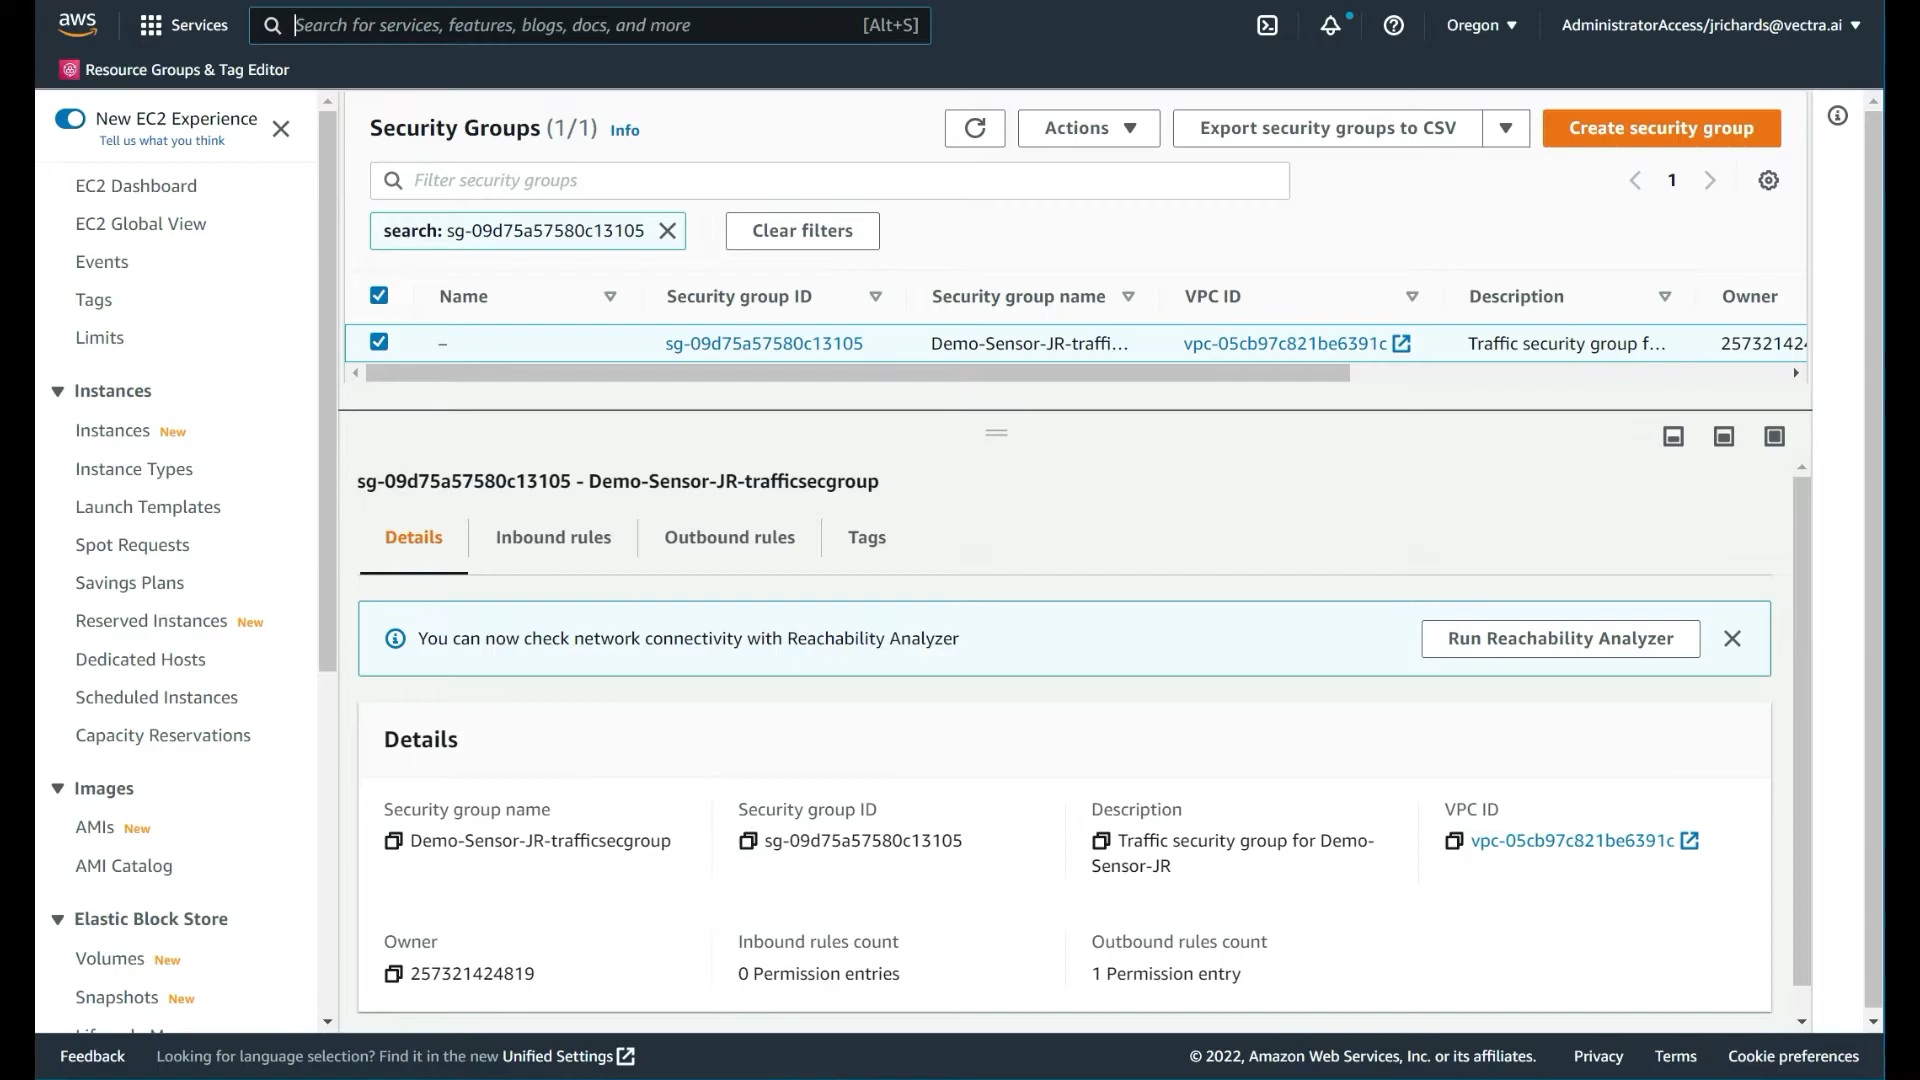 aws
Services
Search for services, features, blogs, docs, and more
[Alt+S]
Oregon ▼
AdministratorAccess/jrichards@vectra.ai ▼
Resource Groups & Tag Editor
New EC2 Experience
Tell us what you think
EC2 Dashboard
EC2 Global View
Events
Tags
Limits
Instances
Instances New
Instance Types
Launch Templates
Spot Requests
Savings Plans
Reserved Instances New
Dedicated Hosts
Scheduled Instances
Capacity Reservations
Images
AMIs New
AMI Catalog
Elastic Block Store
Volumes New
Snapshots New
Security Groups (1/1) Info
Actions ▼
Export security groups to CSV
Create security group
Filter security groups
1
search: sg-09d75a57580c13105
Clear filters
Name
Security group ID
Security group name
VPC ID
Description
Owner
–
sg-09d75a57580c13105
Demo-Sensor-JR-traffi...
vpc-05cb97c821be6391c
Traffic security group f...
25732142
sg-09d75a57580c13105 - Demo-Sensor-JR-trafficsecgroup
Details
Inbound rules
Outbound rules
Tags
You can now check network connectivity with Reachability Analyzer
Run Reachability Analyzer
Details
Security group name
Demo-Sensor-JR-trafficsecgroup
Security group ID
sg-09d75a57580c13105
Description
Traffic security group for Demo-
Sensor-JR
VPC ID
vpc-05cb97c821be6391c
Owner
257321424819
Inbound rules count
0 Permission entries
Outbound rules count
1 Permission entry
Feedback
Looking for language selection? Find it in the new Unified Settings
© 2022, Amazon Web Services, Inc. or its affiliates.
Privacy
Terms
Cookie preferences